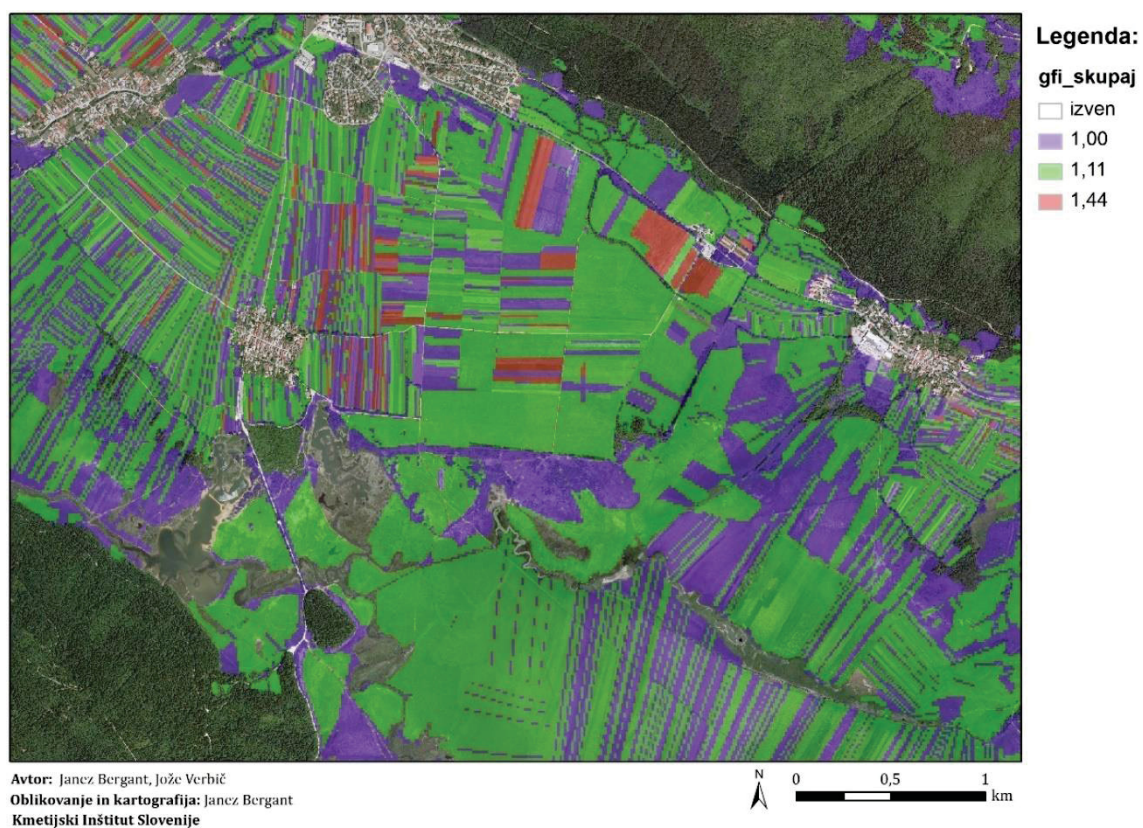 Legenda:
gfi_skupaj
izven
1,00
1,11
1,44
Avtor: Janez Bergant, Jože Verbič
Oblikovanje in kartografija: Janez Bergant
Kmetijski Inštitut Slovenije
N
0 0,5 1
km